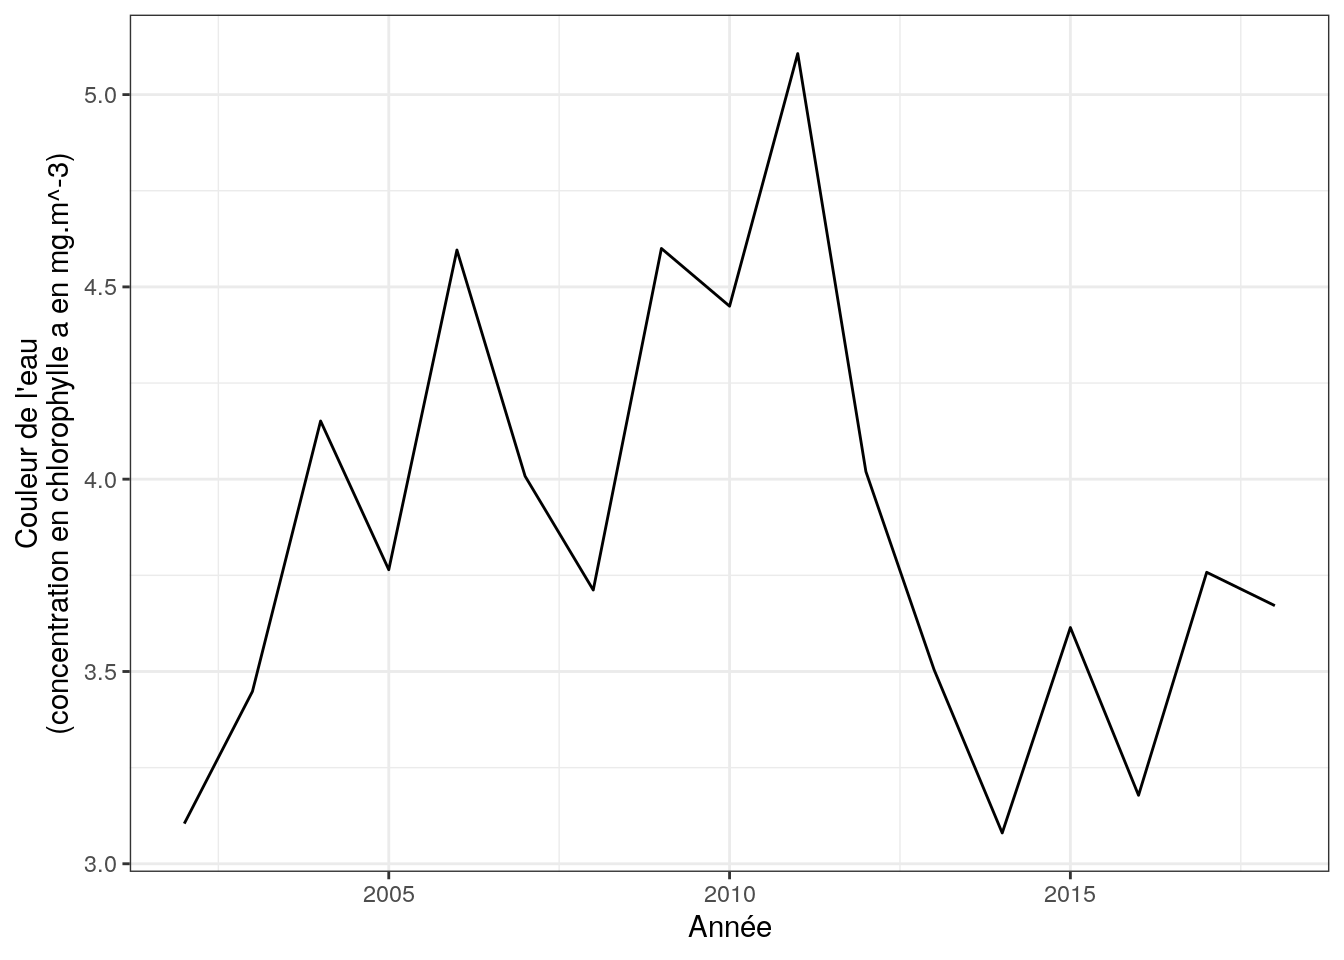 Couleur de l'eau
(concentration en chlorophylle a en mg.m^-3)
5.0
4.5
4.0
3.5
3.0
2005
2010
2015
Année